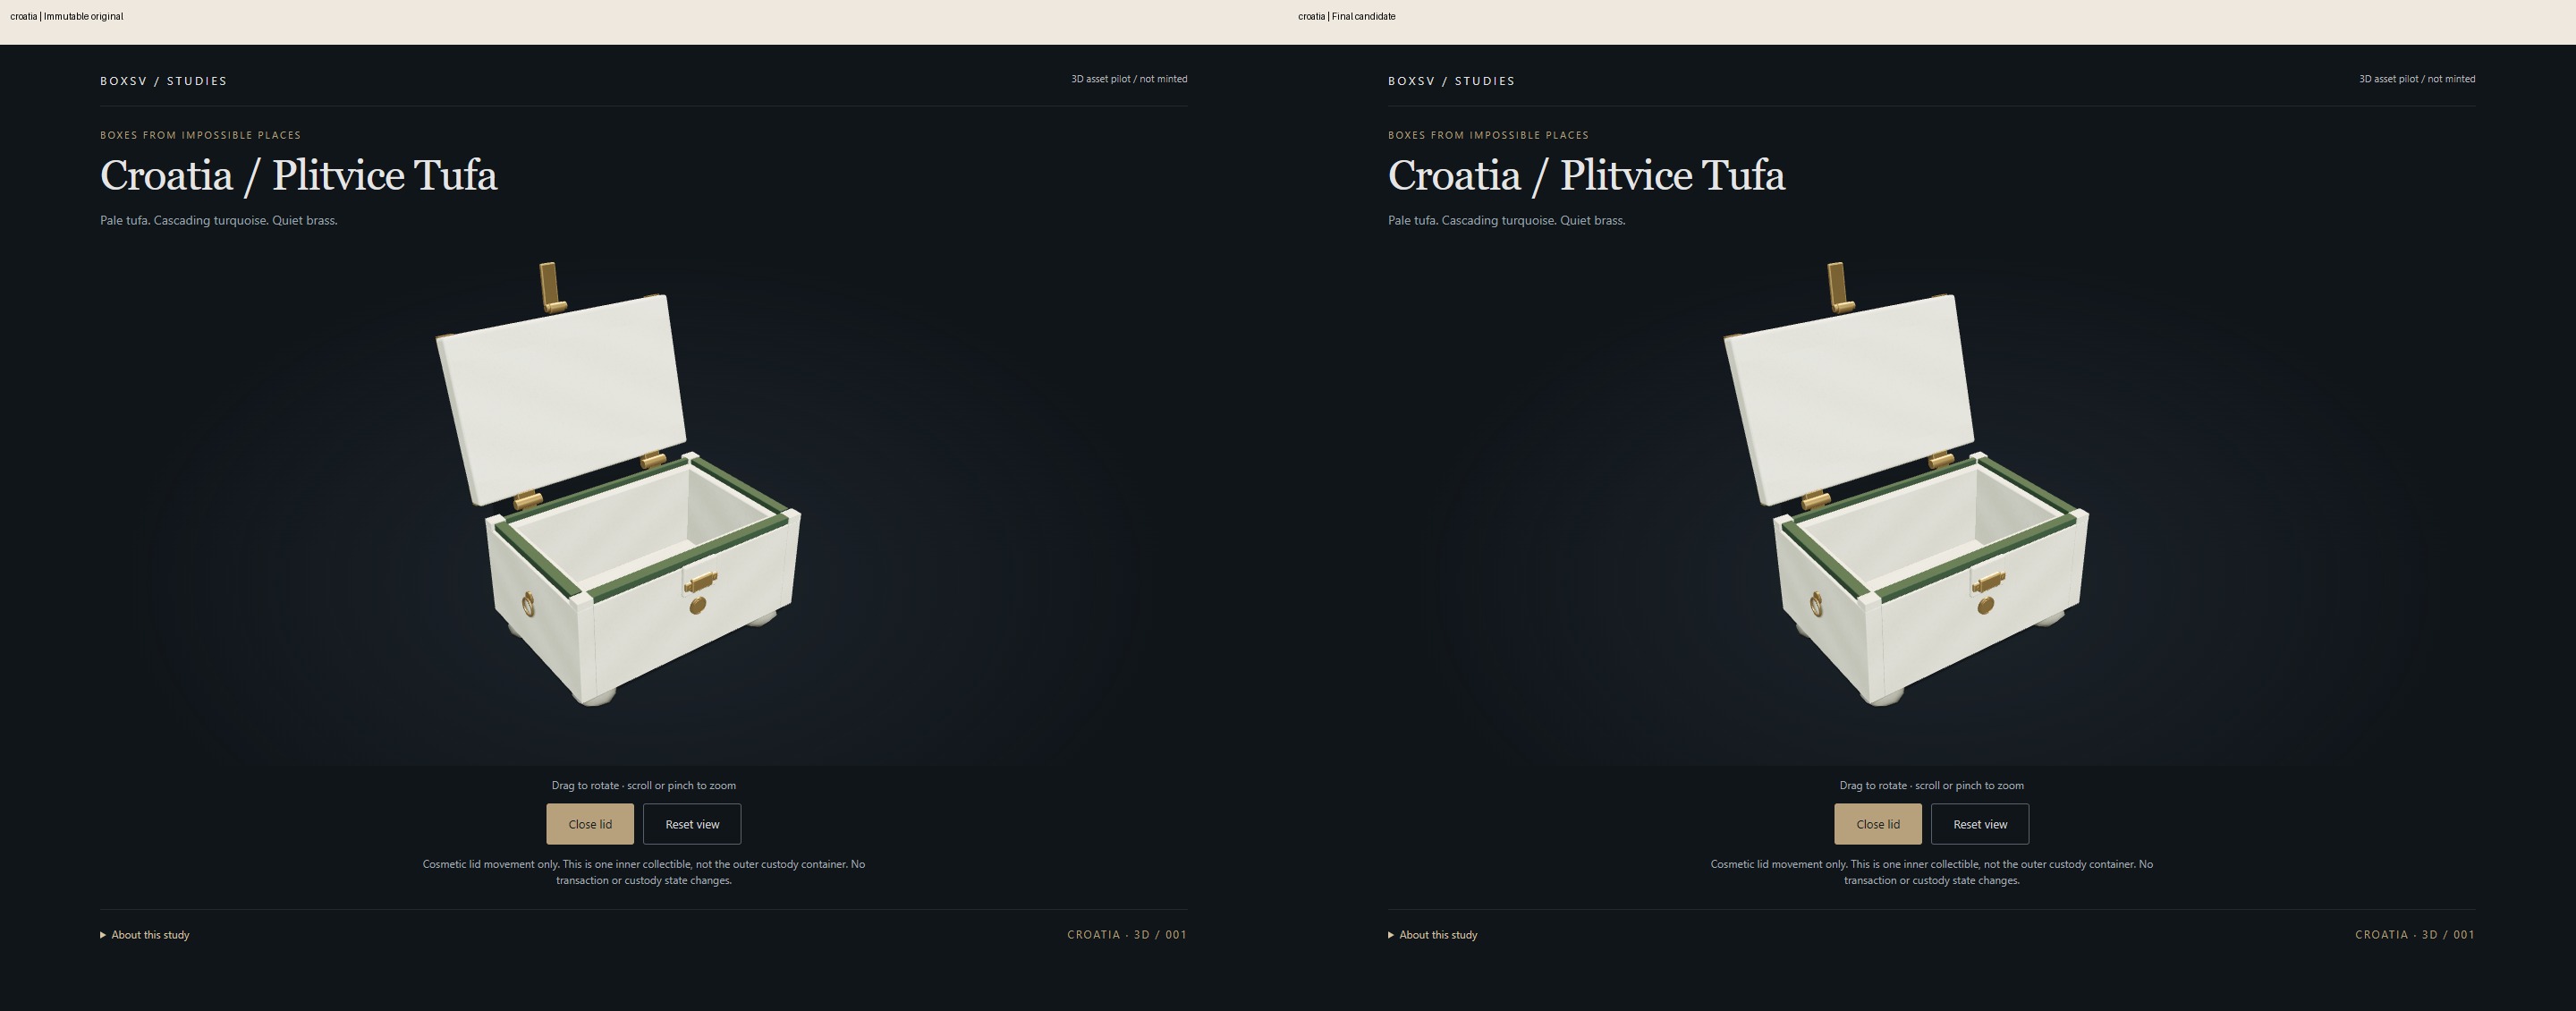 croatia | Immutable original
BOXSV / STUDIES
3D asset pilot / not minted
BOXES FROM IMPOSSIBLE PLACES
Croatia / Plitvice Tufa
Pale tufa. Cascading turquoise. Quiet brass.
Drag to rotate · scroll or pinch to zoom
Close lid
Reset view
Cosmetic lid movement only. This is one inner collectible, not the outer custody container. No
transaction or custody state changes.
▶ About this study
CROATIA · 3D / 001
croatia | Final candidate
BOXSV / STUDIES
3D asset pilot / not minted
BOXES FROM IMPOSSIBLE PLACES
Croatia / Plitvice Tufa
Pale tufa. Cascading turquoise. Quiet brass.
Drag to rotate · scroll or pinch to zoom
Close lid
Reset view
Cosmetic lid movement only. This is one inner collectible, not the outer custody container. No
transaction or custody state changes.
▶ About this study
CROATIA · 3D / 001